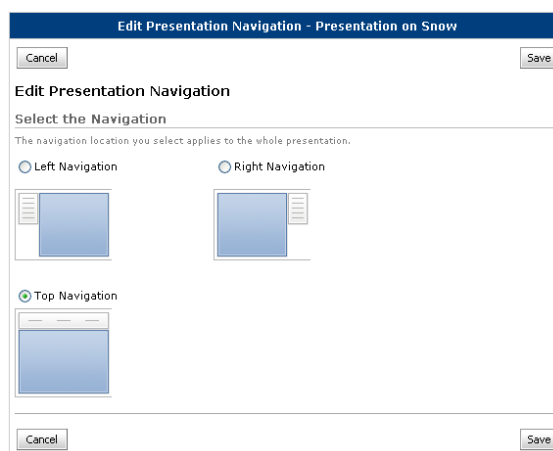 Edit Presentation Navigation - Presentation on Snow
Cancel Save
Edit Presentation Navigation
Select the Navigation
The navigation location you select applies to the whole presentation.
Left Navigation Right Navigation
Top Navigation
Cancel Save